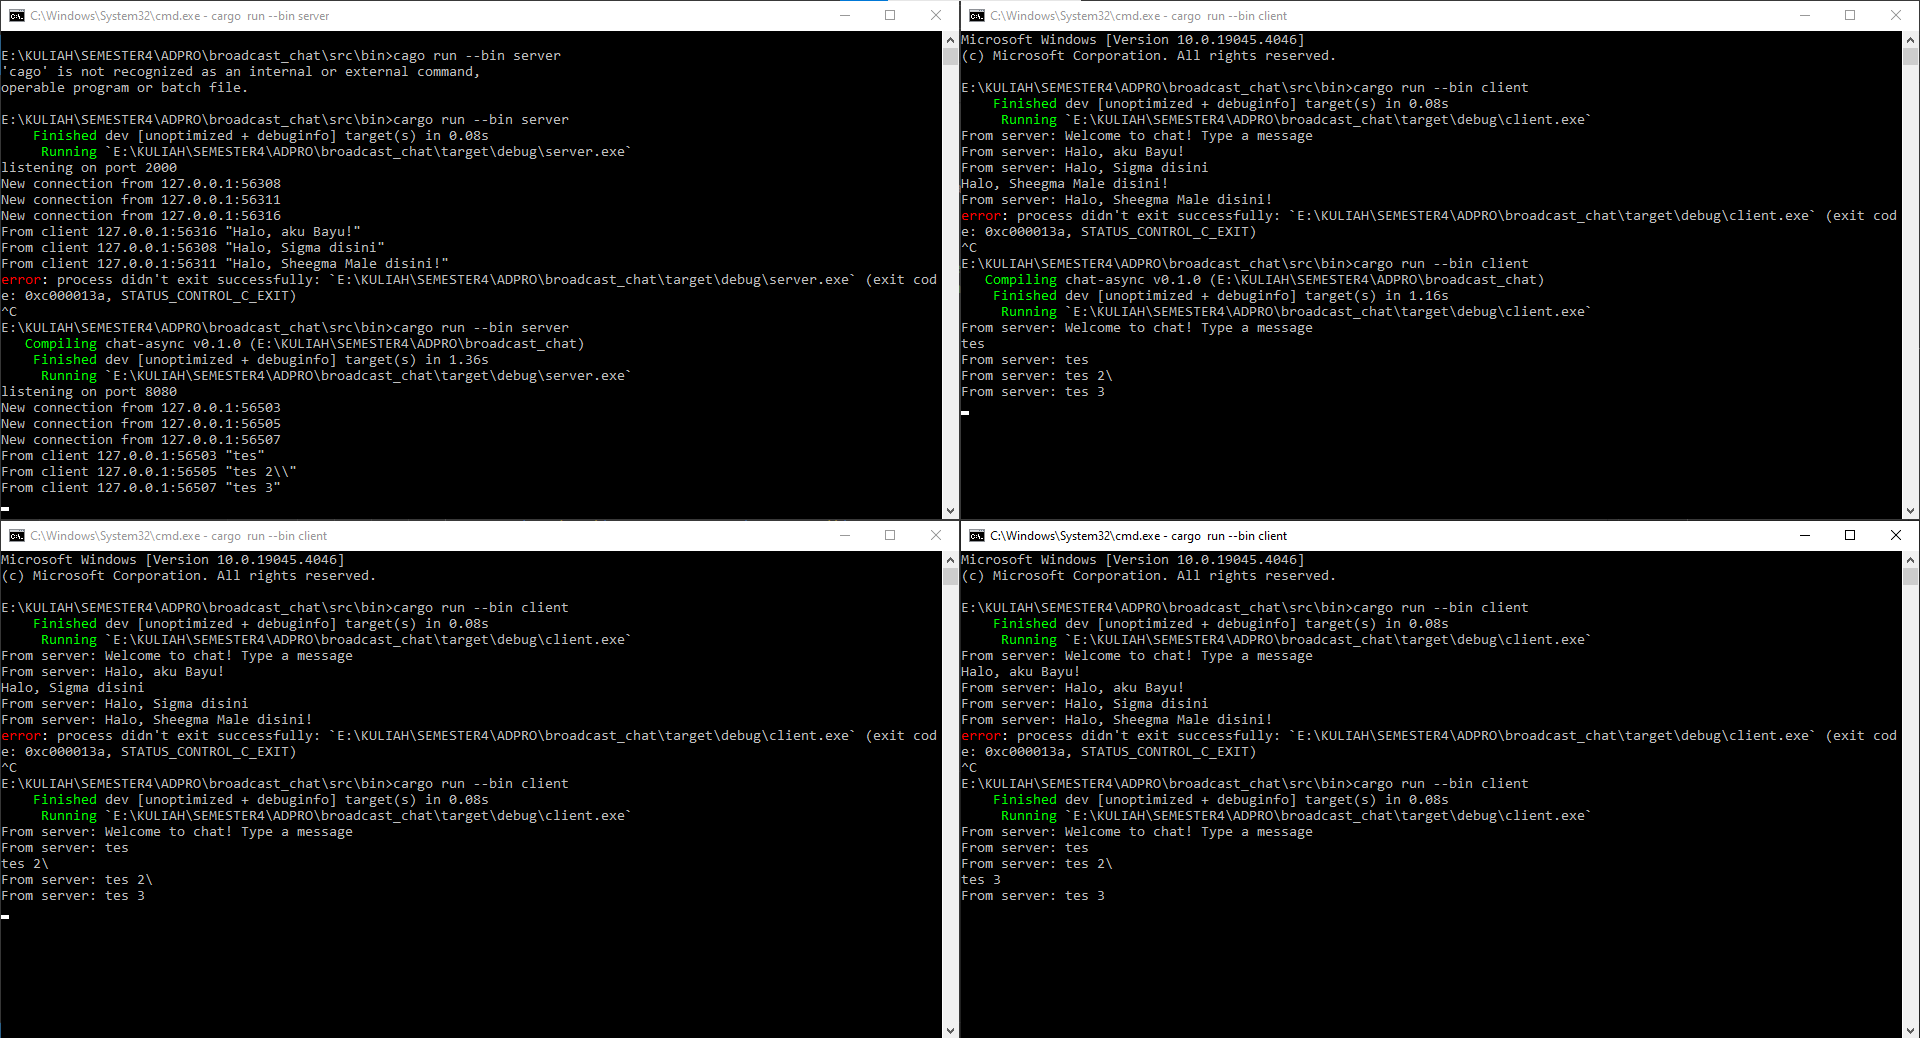 C:\Windows\System32\cmd.exe - cargo  run --bin server
E:\KULIAH\SEMESTER4\ADPRO\broadcast_chat\src\bin>cago run --bin server
'cago' is not recognized as an internal or external command,
operable program or batch file.
E:\KULIAH\SEMESTER4\ADPRO\broadcast_chat\src\bin>cargo run --bin server
    Finished dev [unoptimized + debuginfo] target(s) in 0.08s
     Running `E:\KULIAH\SEMESTER4\ADPRO\broadcast_chat\target\debug\server.exe`
listening on port 2000
New connection from 127.0.0.1:56308
New connection from 127.0.0.1:56311
New connection from 127.0.0.1:56316
From client 127.0.0.1:56316 "Halo, aku Bayu!"
From client 127.0.0.1:56308 "Halo, Sigma disini"
From client 127.0.0.1:56311 "Halo, Sheegma Male disini!"
error: process didn't exit successfully: `E:\KULIAH\SEMESTER4\ADPRO\broadcast_chat\target\debug\server.exe` (exit cod
e: 0xc000013a, STATUS_CONTROL_C_EXIT)
^C
E:\KULIAH\SEMESTER4\ADPRO\broadcast_chat\src\bin>cargo run --bin server
   Compiling chat-async v0.1.0 (E:\KULIAH\SEMESTER4\ADPRO\broadcast_chat)
    Finished dev [unoptimized + debuginfo] target(s) in 1.36s
     Running `E:\KULIAH\SEMESTER4\ADPRO\broadcast_chat\target\debug\server.exe`
listening on port 8080
New connection from 127.0.0.1:56503
New connection from 127.0.0.1:56505
New connection from 127.0.0.1:56507
From client 127.0.0.1:56503 "tes"
From client 127.0.0.1:56505 "tes 2\\"
From client 127.0.0.1:56507 "tes 3"
C:\Windows\System32\cmd.exe - cargo  run --bin client
Microsoft Windows [Version 10.0.19045.4046]
(c) Microsoft Corporation. All rights reserved.
E:\KULIAH\SEMESTER4\ADPRO\broadcast_chat\src\bin>cargo run --bin client
    Finished dev [unoptimized + debuginfo] target(s) in 0.08s
     Running `E:\KULIAH\SEMESTER4\ADPRO\broadcast_chat\target\debug\client.exe`
From server: Welcome to chat! Type a message
From server: Halo, aku Bayu!
From server: Halo, Sigma disini
Halo, Sheegma Male disini!
From server: Halo, Sheegma Male disini!
error: process didn't exit successfully: `E:\KULIAH\SEMESTER4\ADPRO\broadcast_chat\target\debug\client.exe` (exit cod
e: 0xc000013a, STATUS_CONTROL_C_EXIT)
^C
E:\KULIAH\SEMESTER4\ADPRO\broadcast_chat\src\bin>cargo run --bin client
   Compiling chat-async v0.1.0 (E:\KULIAH\SEMESTER4\ADPRO\broadcast_chat)
    Finished dev [unoptimized + debuginfo] target(s) in 1.16s
     Running `E:\KULIAH\SEMESTER4\ADPRO\broadcast_chat\target\debug\client.exe`
From server: Welcome to chat! Type a message
tes
From server: tes
From server: tes 2\
From server: tes 3
C:\Windows\System32\cmd.exe - cargo  run --bin client
Microsoft Windows [Version 10.0.19045.4046]
(c) Microsoft Corporation. All rights reserved.
E:\KULIAH\SEMESTER4\ADPRO\broadcast_chat\src\bin>cargo run --bin client
    Finished dev [unoptimized + debuginfo] target(s) in 0.08s
     Running `E:\KULIAH\SEMESTER4\ADPRO\broadcast_chat\target\debug\client.exe`
From server: Welcome to chat! Type a message
From server: Halo, aku Bayu!
Halo, Sigma disini
From server: Halo, Sigma disini
From server: Halo, Sheegma Male disini!
error: process didn't exit successfully: `E:\KULIAH\SEMESTER4\ADPRO\broadcast_chat\target\debug\client.exe` (exit cod
e: 0xc000013a, STATUS_CONTROL_C_EXIT)
^C
E:\KULIAH\SEMESTER4\ADPRO\broadcast_chat\src\bin>cargo run --bin client
    Finished dev [unoptimized + debuginfo] target(s) in 0.08s
     Running `E:\KULIAH\SEMESTER4\ADPRO\broadcast_chat\target\debug\client.exe`
From server: Welcome to chat! Type a message
From server: tes
tes 2\
From server: tes 2\
From server: tes 3
C:\Windows\System32\cmd.exe - cargo  run --bin client
Microsoft Windows [Version 10.0.19045.4046]
(c) Microsoft Corporation. All rights reserved.
E:\KULIAH\SEMESTER4\ADPRO\broadcast_chat\src\bin>cargo run --bin client
    Finished dev [unoptimized + debuginfo] target(s) in 0.08s
     Running `E:\KULIAH\SEMESTER4\ADPRO\broadcast_chat\target\debug\client.exe`
From server: Welcome to chat! Type a message
Halo, aku Bayu!
From server: Halo, aku Bayu!
From server: Halo, Sigma disini
From server: Halo, Sheegma Male disini!
error: process didn't exit successfully: `E:\KULIAH\SEMESTER4\ADPRO\broadcast_chat\target\debug\client.exe` (exit cod
e: 0xc000013a, STATUS_CONTROL_C_EXIT)
^C
E:\KULIAH\SEMESTER4\ADPRO\broadcast_chat\src\bin>cargo run --bin client
    Finished dev [unoptimized + debuginfo] target(s) in 0.08s
     Running `E:\KULIAH\SEMESTER4\ADPRO\broadcast_chat\target\debug\client.exe`
From server: Welcome to chat! Type a message
From server: tes
From server: tes 2\
tes 3
From server: tes 3